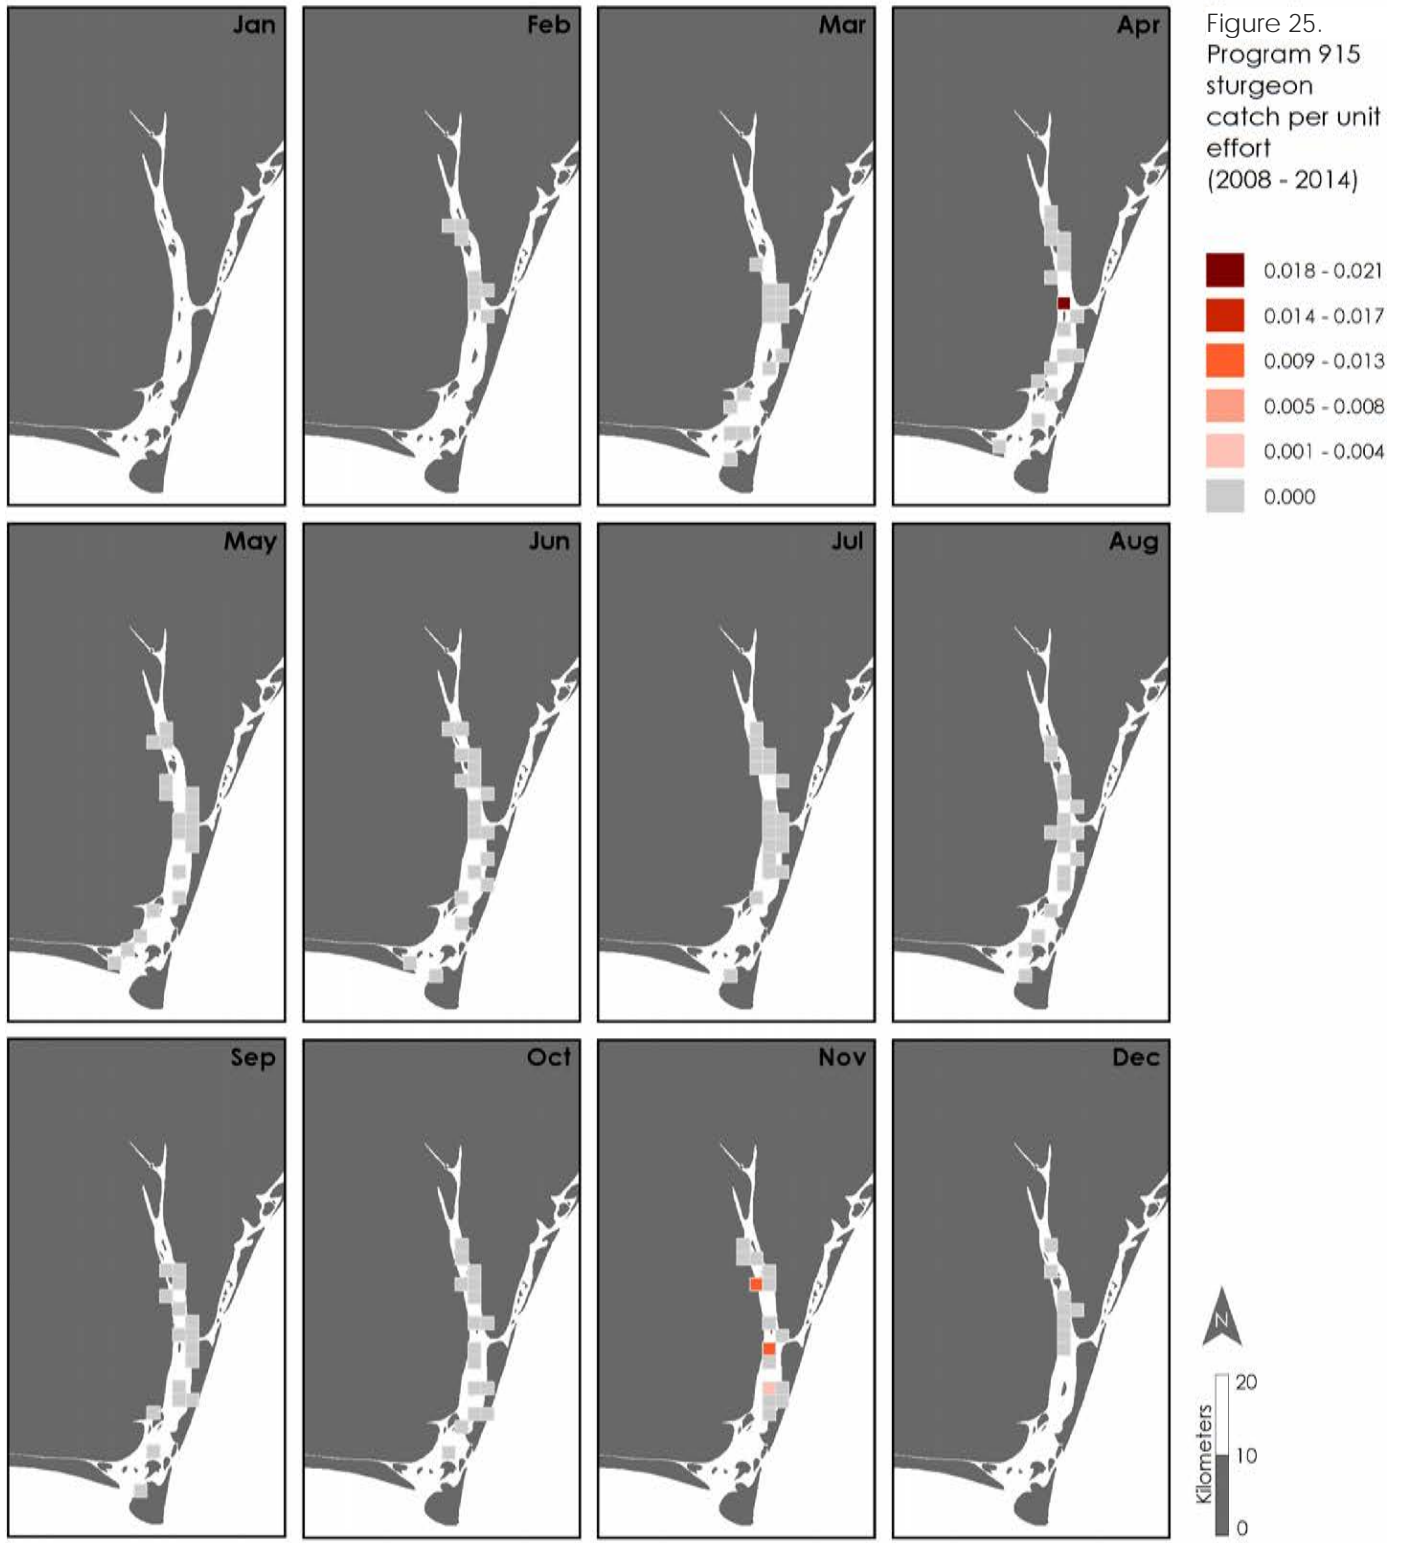 Jan
Feb
Mar
Apr
Figure 25.
Program 915
sturgeon
catch per unit
effort
(2008 - 2014)
0.018 - 0.021
0.014 - 0.017
0.009 - 0.013
0.005 - 0.008
0.001 - 0.004
0.000
May
Jun
Jul
Aug
Sep
Oct
Nov
Dec
N
Kilometers
20
10
0